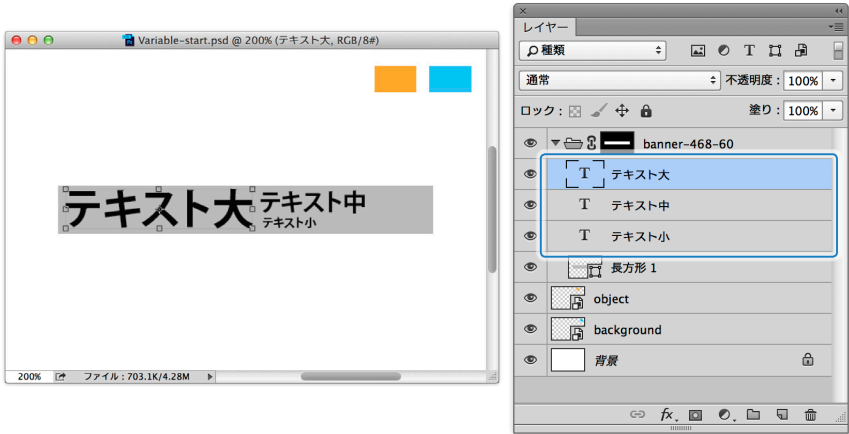 Variable-start.psd @ 200% (テキスト大, RGB/8#)
テキスト大
テキスト中
テキスト小
200%
ファイル : 703.1K/4.28M
レイヤー
種類
T
通常
不透明度 : 100%
ロック :
塗り : 100%
banner-468-60
T テキスト大
T テキスト中
T テキスト小
長方形 1
object
background
背景
fx